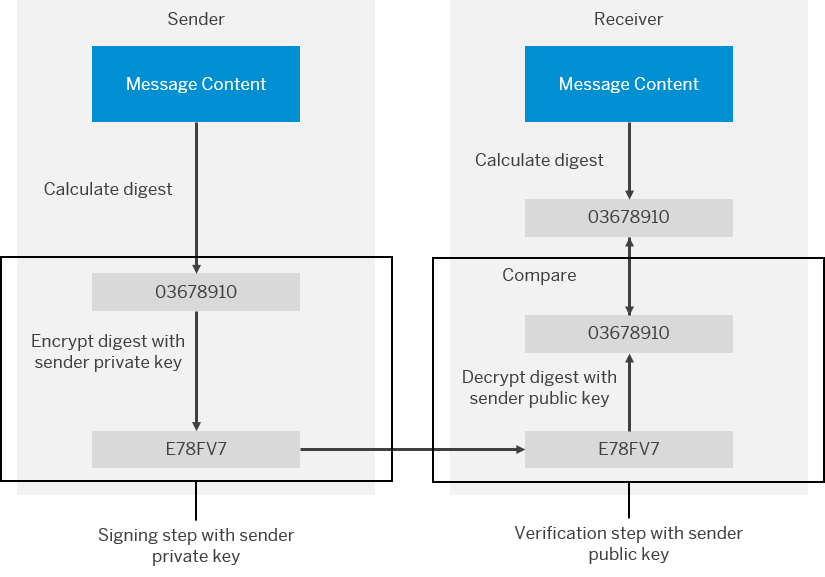 Sender
Message Content
Calculate digest
03678910
Encrypt digest with
sender private key
E78FV7
Signing step with sender
private key
Receiver
Message Content
Calculate digest
03678910
Compare
03678910
Decrypt digest with
sender public key
E78FV7
Verification step with sender
public key